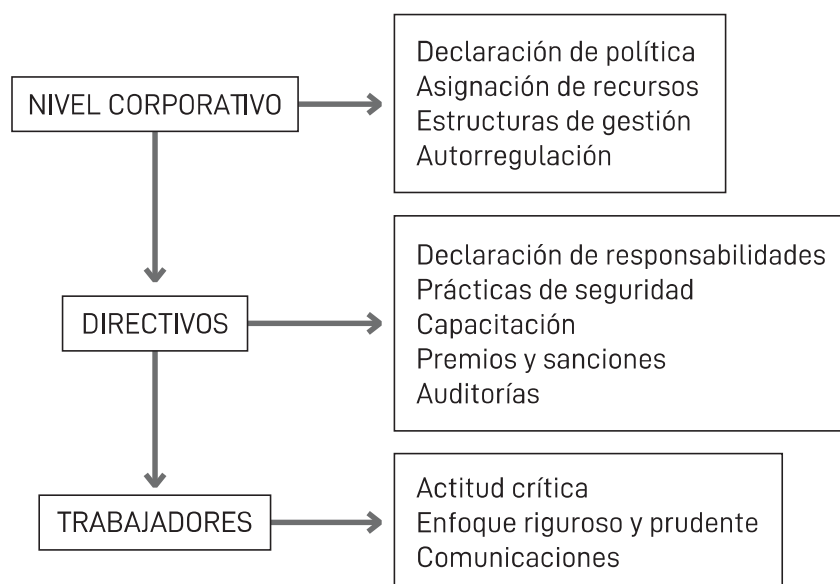 NIVEL CORPORATIVO
Declaración de política
Asignación de recursos
Estructuras de gestión
Autorregulación
DIRECTIVOS
Declaración de responsabilidades
Prácticas de seguridad
Capacitación
Premios y sanciones
Auditorías
TRABAJADORES
Actitud crítica
Enfoque riguroso y prudente
Comunicaciones